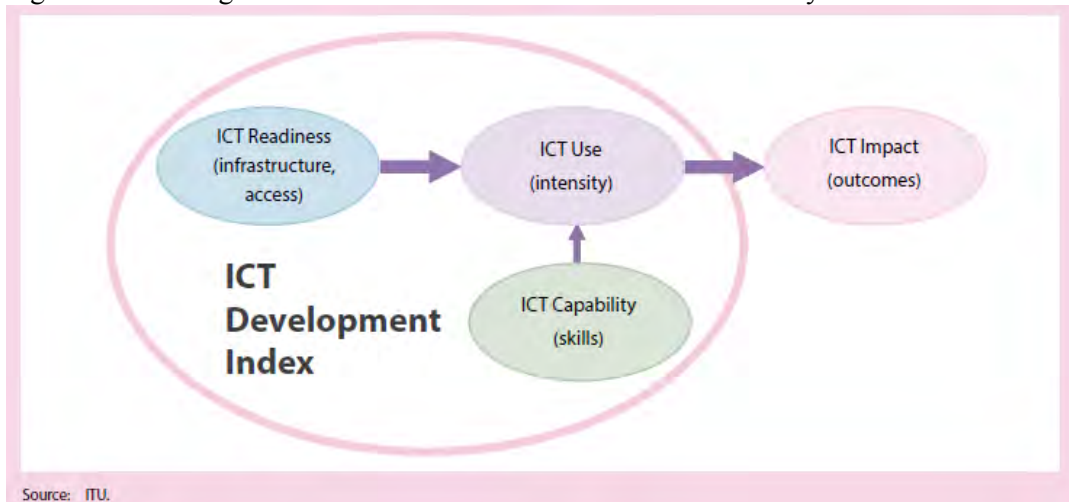 ICT Readiness
(infrastructure,
access)
ICT Use
(intensity)
ICT Impact
(outcomes)
ICT Capability
(skills)
ICT
Development
Index
Source: ITU.